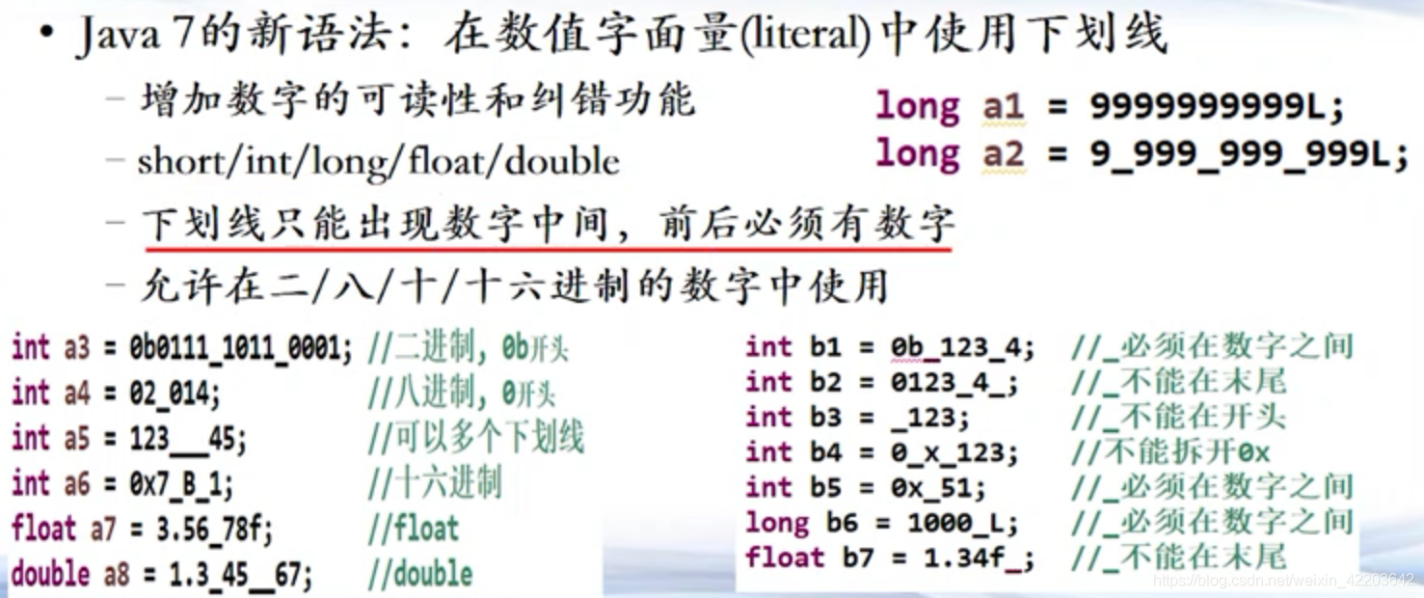 • Java 7的新语法：在数值字面量(literal)中使用下划线
– 增加数字的可读性和纠错功能
– short/int/long/float/double
– 下划线只能出现数字中间，前后必须有数字
– 允许在二/八/十/十六进制的数字中使用
long a1 = 9999999999L;
long a2 = 9_999_999_999L;
int a3 = 0b0111_1011_0001; //二进制，0b开头
int a4 = 02_014; //八进制，0开头
int a5 = 123___45; //可以多个下划线
int a6 = 0x7_B_1; //十六进制
float a7 = 3.56_78f; //float
double a8 = 1.3_45__67; //double
int b1 = 0b_123_4; //_必须在数字之间
int b2 = 0123_4_; //_不能在末尾
int b3 = _123; //_不能在开头
int b4 = 0_x_123; //不能拆开0x
int b5 = 0x_51; //_必须在数字之间
long b6 = 1000_L; //_必须在数字之间
float b7 = 1.34f_; //_不能在末尾
https://blog.csdn.net/weixin_42203642